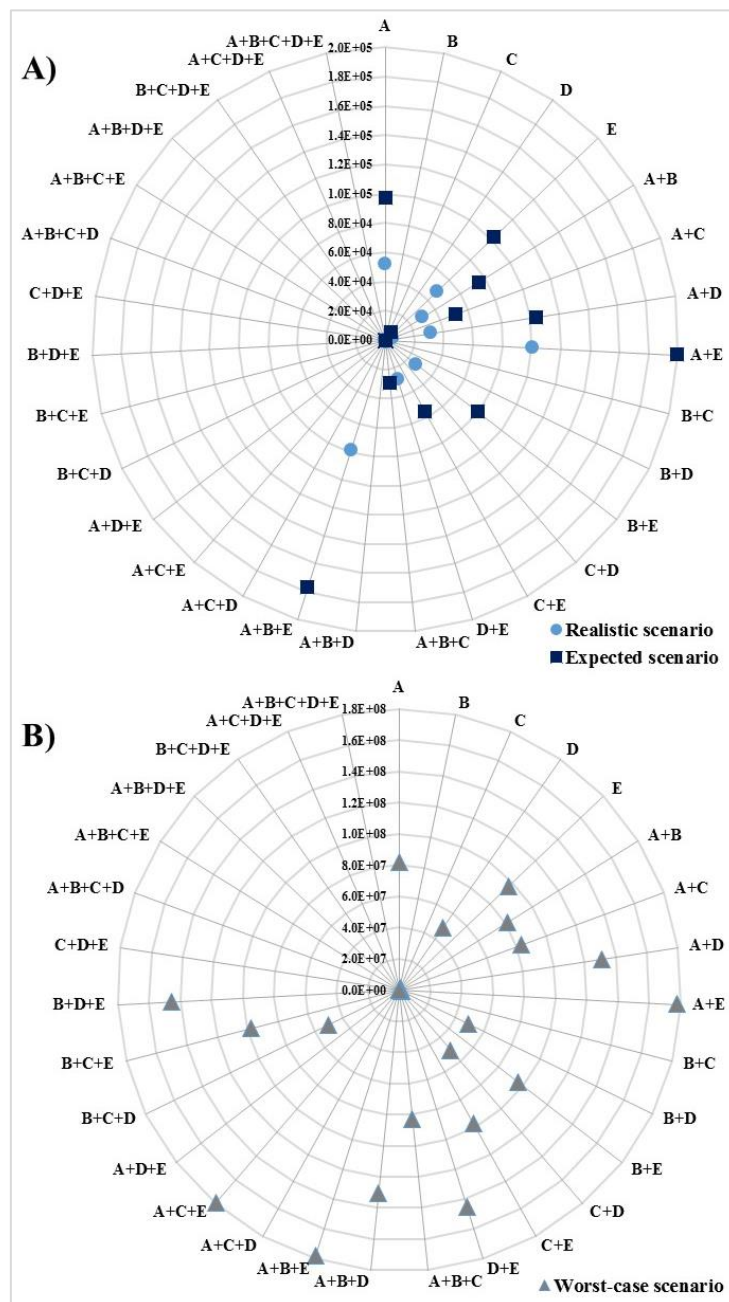 A)
A
B
C
D
E
A+B
A+C
A+D
A+E
B+C
B+D
B+E
C+D
C+E
D+E
A+B+C
A+B+D
A+B+E
A+C+D
A+C+E
A+D+E
B+C+D
B+C+E
B+D+E
C+D+E
A+B+C+D
A+B+C+E
A+B+D+E
B+C+D+E
A+C+D+E
A+B+C+D+E
2.0E+05
1.8E+05
1.6E+05
1.4E+05
1.2E+05
1.0E+05
8.0E+04
6.0E+04
4.0E+04
2.0E+04
0.0E+00
Realistic scenario
Expected scenario
B)
A
B
C
D
E
A+B
A+C
A+D
A+E
B+C
B+D
B+E
C+D
C+E
D+E
A+B+C
A+B+D
A+B+E
A+C+D
A+C+E
A+D+E
B+C+D
B+C+E
B+D+E
C+D+E
A+B+C+D
A+B+C+E
A+B+D+E
B+C+D+E
A+C+D+E
A+B+C+D+E
1.8E+08
1.6E+08
1.4E+08
1.2E+08
1.0E+08
8.0E+07
6.0E+07
4.0E+07
2.0E+07
0.0E+00
Worst-case scenario